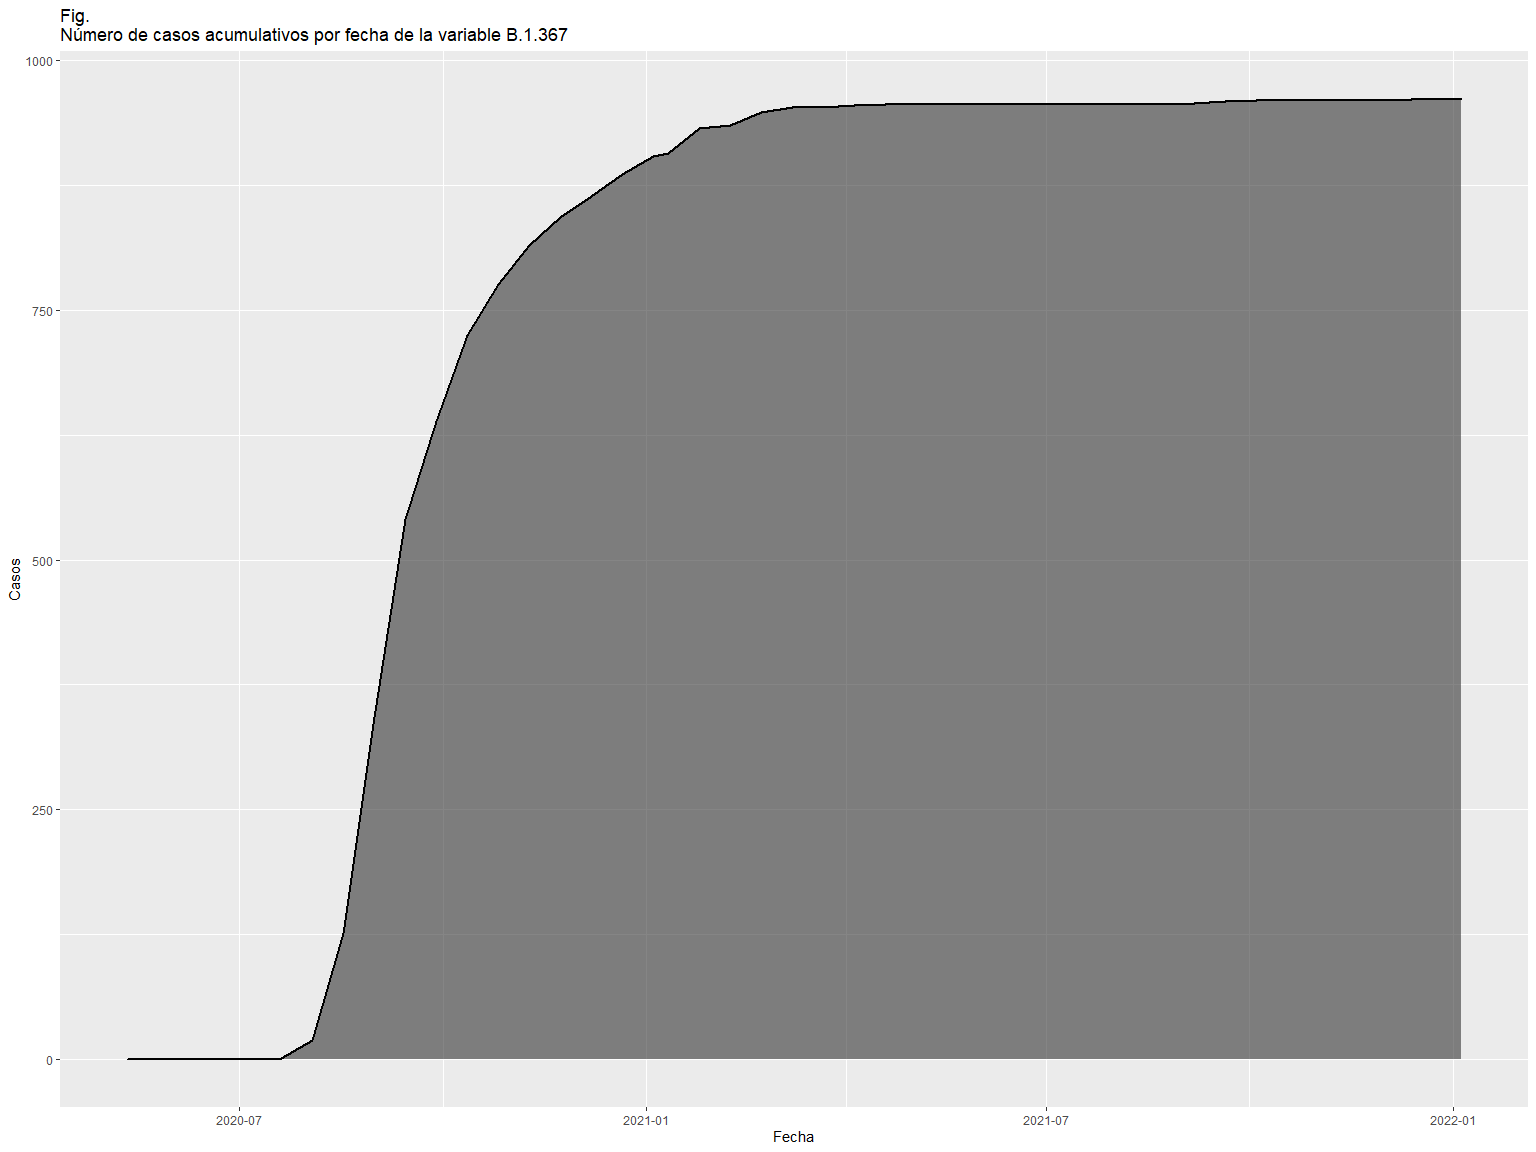 Fig.
Número de casos acumulativos por fecha de la variable B.1.367
1000
750
500
250
0
Casos
2020-07
2021-01
2021-07
2022-01
Fecha